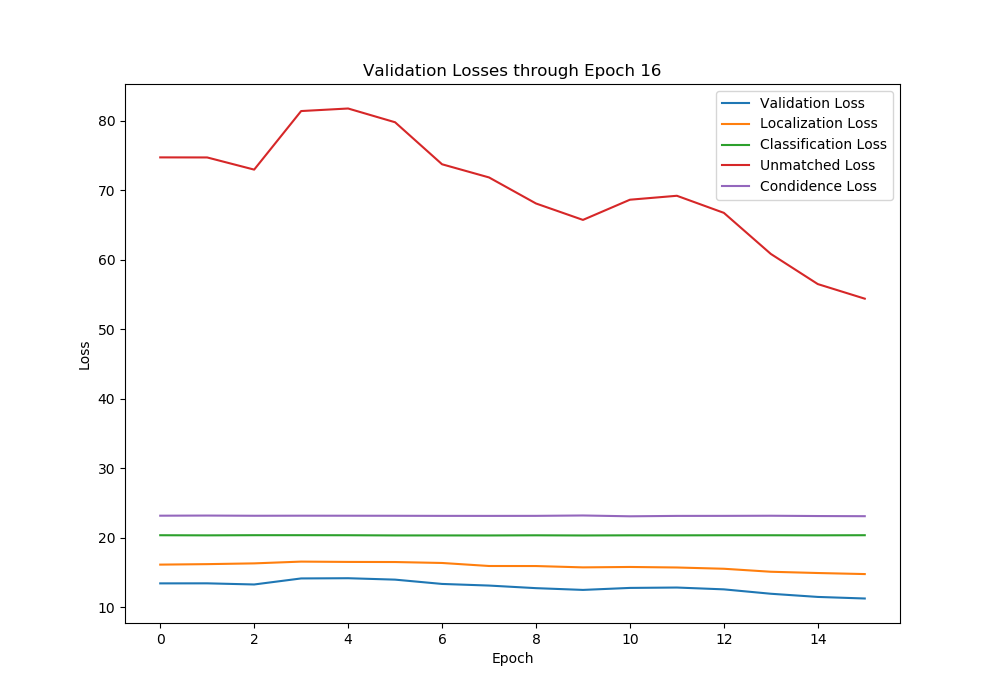 Validation Losses through Epoch 16
Validation Loss
Localization Loss
Classification Loss
Unmatched Loss
Condidence Loss
Loss
80
70
60
50
40
30
20
10
0 2 4 6 8 10 12 14
Epoch